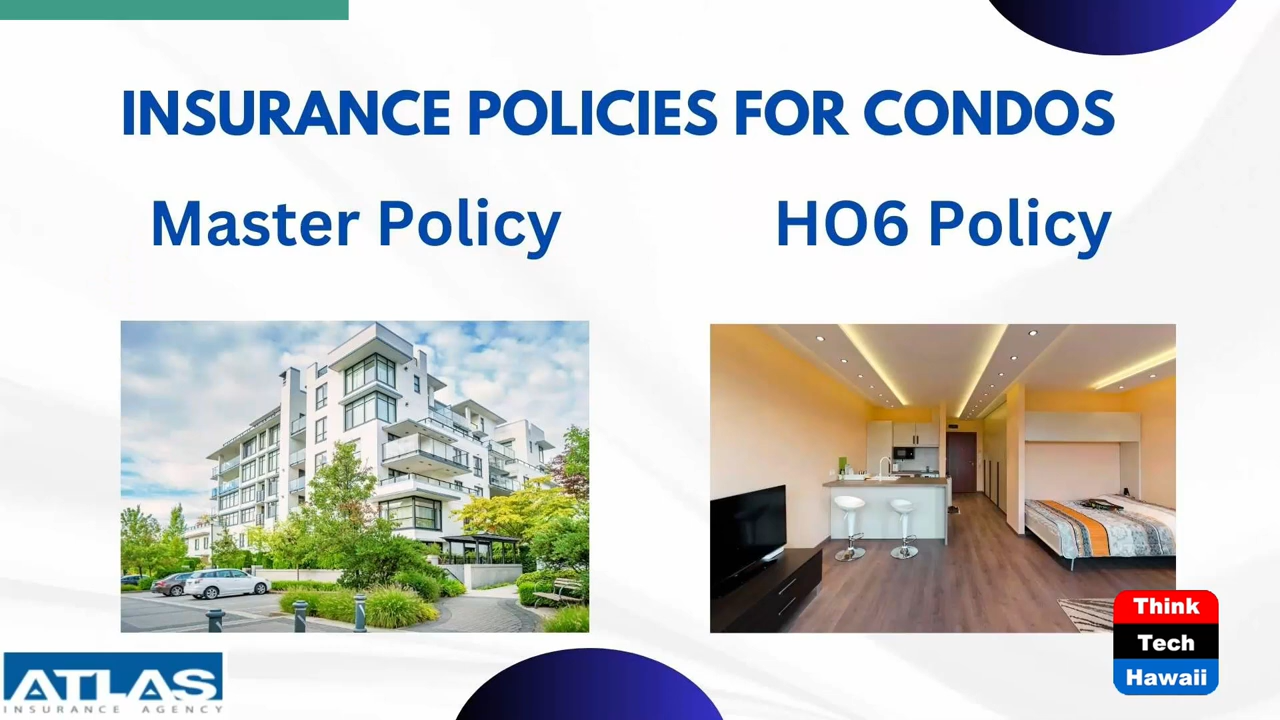 INSURANCE POLICIES FOR CONDOS
Master Policy
HO6 Policy
Think
Tech
Hawaii
ATLAS
INSURANCE AGENCY